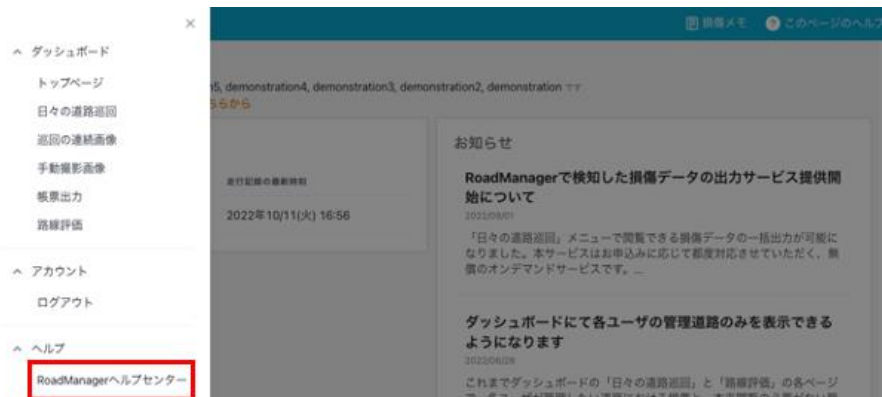 損傷メモ
このページのヘルプ
ダッシュボード
トップページ
日々の道路巡回
巡回の連続画像
手動撮影画像
帳票出力
路線評価
アカウント
ログアウト
ヘルプ
RoadManagerヘルプセンター
demonstration4, demonstration3, demonstration2, demonstration です
ちらから
走行記録の最新時刻
2022年10/11(火) 16:56
お知らせ
RoadManagerで検知した損傷データの出力サービス提供開
始について
2022/09/01
「日々の道路巡回」メニューで閲覧できる損傷データの一括出力が可能に
なりました。本サービスはお申込みに応じて都度対応させていただく、無
償のオンデマンドサービスです。...
ダッシュボードにて各ユーザの管理道路のみを表示できる
ようになります
2022/06/28
これまでダッシュボードの「日々の道路巡回」と「路線評価」の各ページ